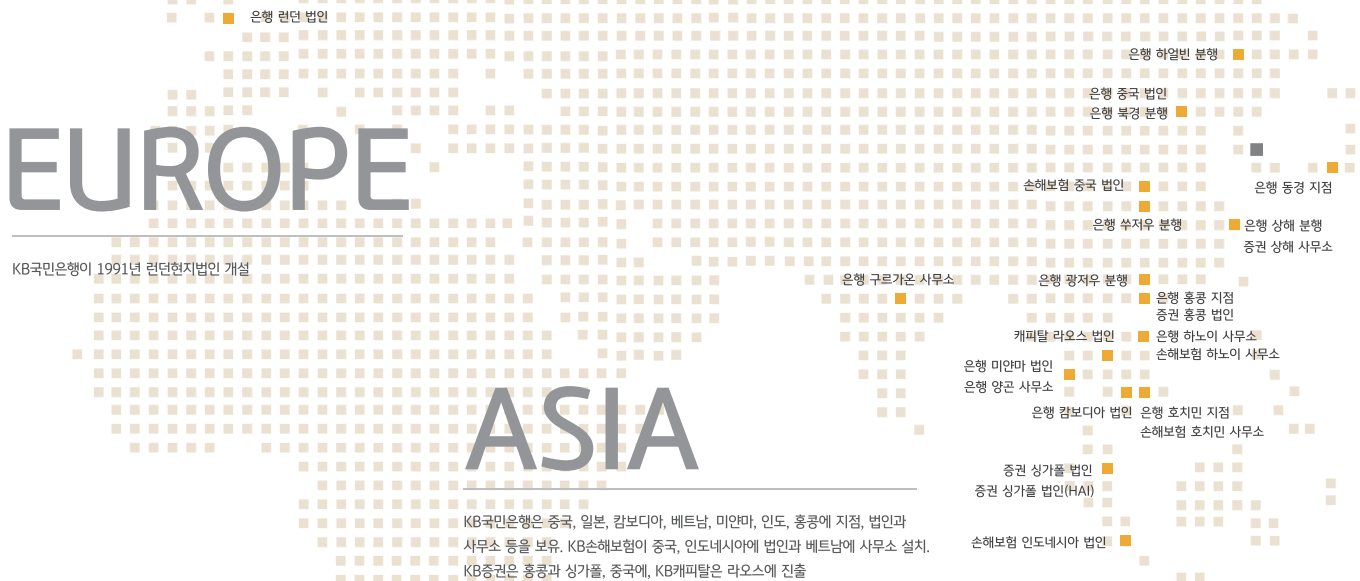 은행 런던 법인
EUROPE
KB국민은행이 1991년 런던현지법인 개설
은행 하얼빈 분행
은행 중국 법인
은행 북경 분행
은행 동경 지점
손해보험 중국 법인
은행 쑤저우 분행
은행 상해 분행
증권 상해 사무소
은행 구르가온 사무소
은행 광저우 분행
은행 홍콩 지점
증권 홍콩 법인
캐피탈 라오스 법인
은행 하노이 사무소
손해보험 하노이 사무소
은행 미얀마 법인
은행 양곤 사무소
은행 캄보디아 법인
은행 호치민 지점
손해보험 호치민 사무소
증권 싱가폴 법인
증권 싱가폴 법인(HAI)
손해보험 인도네시아 법인
ASIA
KB국민은행은 중국, 일본, 캄보디아, 베트남, 미얀마, 인도, 홍콩에 지점, 법인과
사무소 등을 보유. KB손해보험이 중국, 인도네시아에 법인과 베트남에 사무소 설치.
KB증권은 홍콩과 싱가폴, 중국에, KB캐피탈은 라오스에 진출